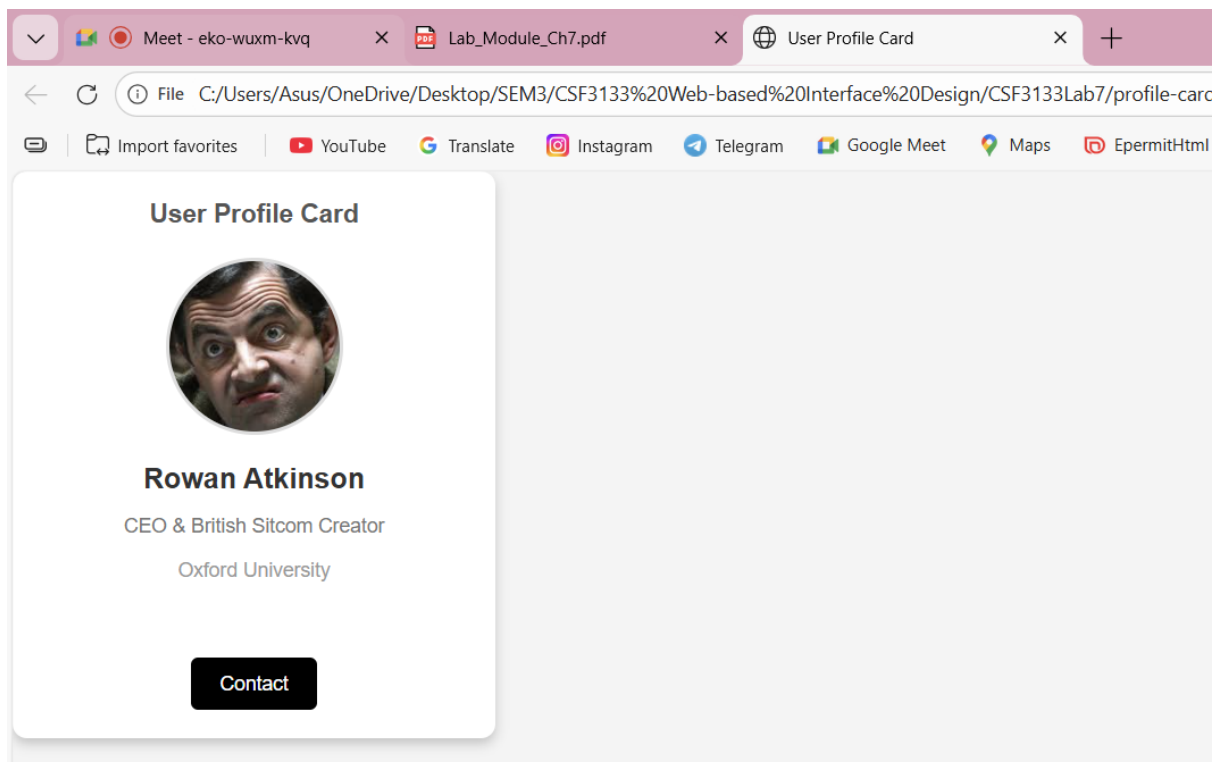 Meet - eko-wuxm-kvq Lab_Module_Ch7.pdf User Profile Card
File C:/Users/Asus/OneDrive/Desktop/SEM3/CSF3133%20Web-based%20Interface%20Design/CSF3133Lab7/profile-card
Import favorites YouTube Translate Instagram Telegram Google Meet Maps EpermitHtml
User Profile Card
Rowan Atkinson
CEO & British Sitcom Creator
Oxford University
Contact